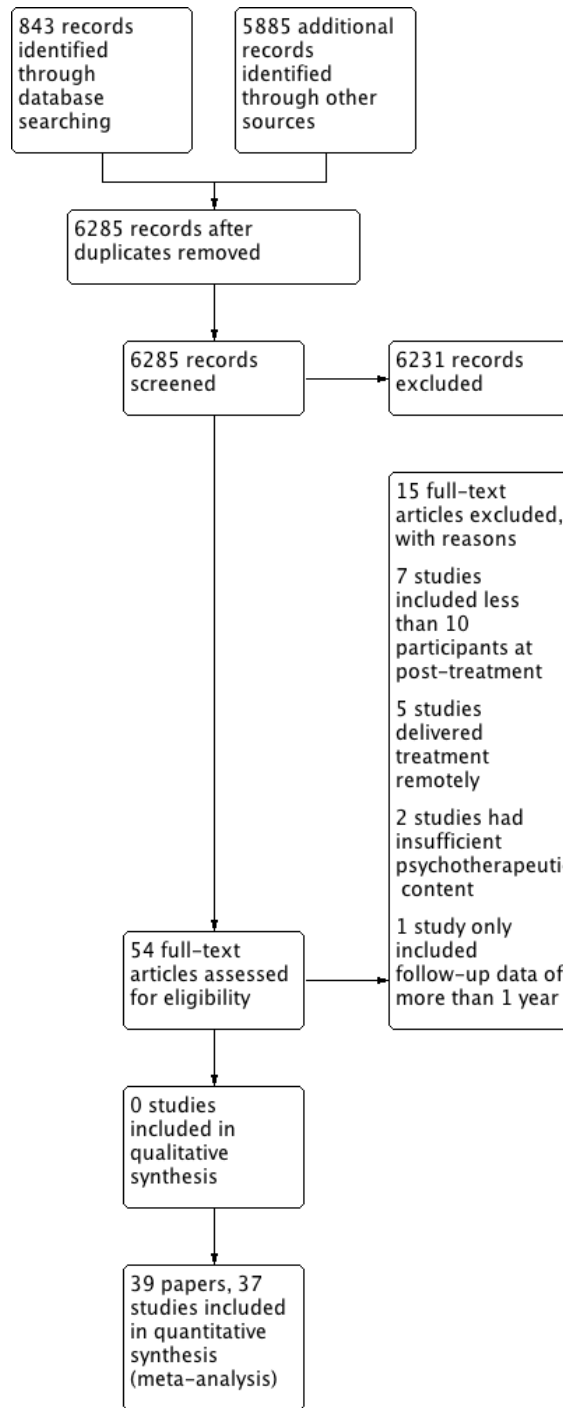 843 records
identified
through
database
searching
5885 additional
records
identified
through other
sources
6285 records after
duplicates removed
6285 records
screened
6231 records
excluded
15 full-text
articles excluded,
with reasons
7 studies
included less
than 10
participants at
post-treatment
5 studies
delivered
treatment
remotely
2 studies had
insufficient
psychotherapeuti
content
1 study only
included
follow-up data of
more than 1 year
54 full-text
articles assessed
for eligibility
0 studies
included in
qualitative
synthesis
39 papers, 37
studies included
in quantitative
synthesis
(meta-analysis)